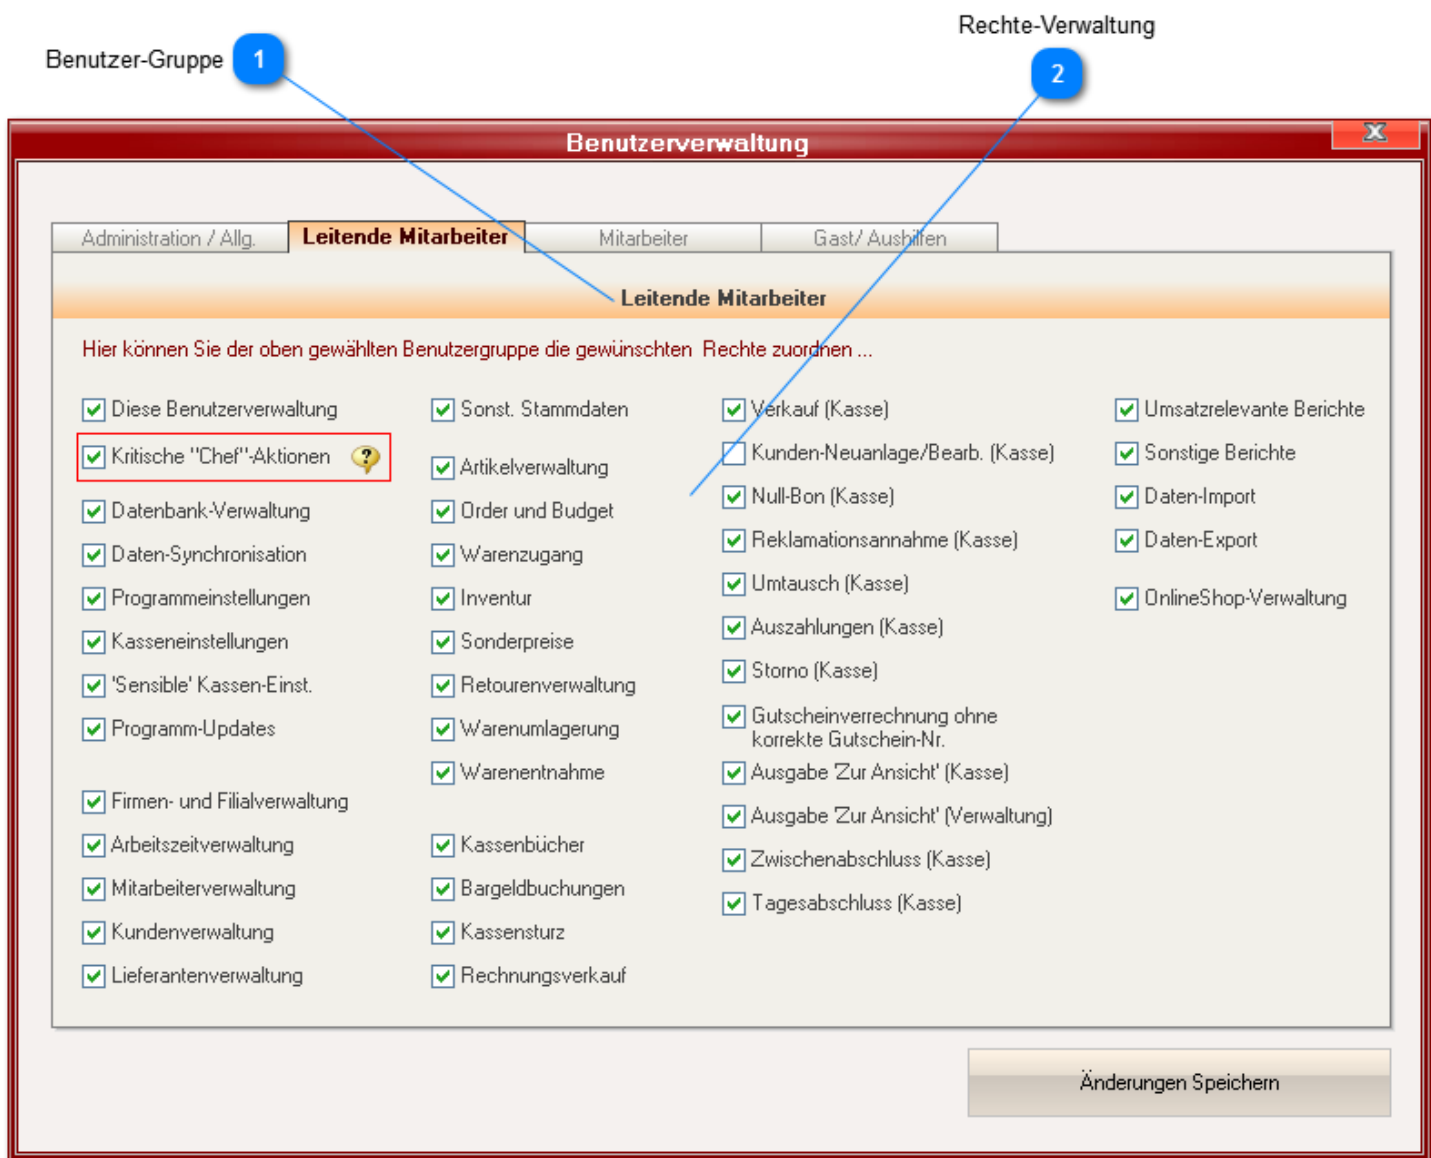 Rechte-Verwaltung
Benutzer-Gruppe 1
2
Benutzerverwaltung
X
Administration / Allg. Leitende Mitarbeiter Mitarbeiter Gast/ Aushilfen
Leitende Mitarbeiter
Hier können Sie der oben gewählten Benutzergruppe die gewünschten Rechte zuordnen ...
Diese Benutzerverwaltung
Kritische "Chef"-Aktionen ?
Datenbank-Verwaltung
Daten-Synchronisation
Programmeinstellungen
Kasseneinstellungen
'Sensible' Kassen-Einst.
Programm-Updates
Firmen- und Filialverwaltung
Arbeitszeitverwaltung
Mitarbeiterverwaltung
Kundenverwaltung
Lieferantenverwaltung
Sonst. Stammdaten
Artikelverwaltung
Order und Budget
Warenzugang
Inventur
Sonderpreise
Retourenverwaltung
Warenumlagerung
Warenentnahme
Kassenbücher
Bargeldbuchungen
Kassensturz
Rechnungsverkauf
Verkauf (Kasse)
Kunden-Neuanlage/Bearb. (Kasse)
Null-Bon (Kasse)
Reklamationsannahme (Kasse)
Umtausch (Kasse)
Auszahlungen (Kasse)
Storno (Kasse)
Gutscheinverrechnung ohne
korrekte Gutschein-Nr.
Ausgabe 'Zur Ansicht' (Kasse)
Ausgabe 'Zur Ansicht' (Verwaltung)
Zwischenabschluss (Kasse)
Tagesabschluss (Kasse)
Umsatzrelevante Berichte
Sonstige Berichte
Daten-Import
Daten-Export
OnlineShop-Verwaltung
Änderungen Speichern